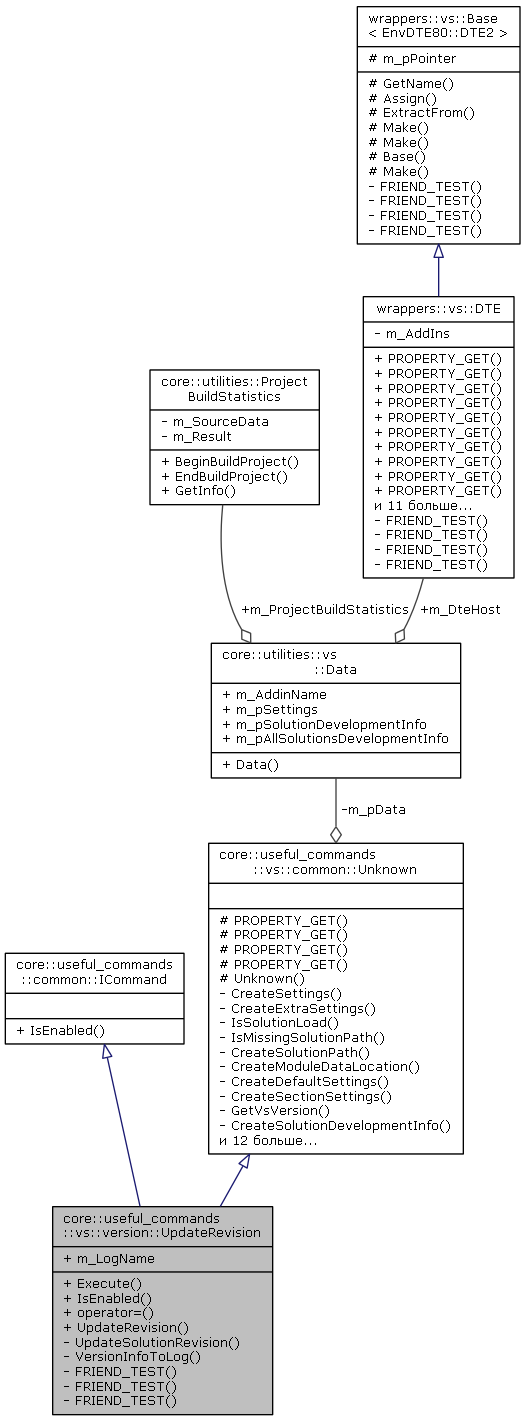 wrappers::vs::Base
< EnvDTE80::DTE2 >
# m_pPointer
# GetName()
# Assign()
# ExtractFrom()
# Make()
# Make()
# Base()
# Make()
- FRIEND_TEST()
- FRIEND_TEST()
- FRIEND_TEST()
- FRIEND_TEST()
wrappers::vs::DTE
- m_AddIns
+ PROPERTY_GET()
+ PROPERTY_GET()
+ PROPERTY_GET()
+ PROPERTY_GET()
+ PROPERTY_GET()
+ PROPERTY_GET()
+ PROPERTY_GET()
+ PROPERTY_GET()
+ PROPERTY_GET()
+ PROPERTY_GET()
и 11 больше...
- FRIEND_TEST()
- FRIEND_TEST()
- FRIEND_TEST()
- FRIEND_TEST()
core::utilities::Project
BuildStatistics
- m_SourceData
- m_Result
+ BeginBuildProject()
+ EndBuildProject()
+ GetInfo()
+m_ProjectBuildStatistics
+m_DteHost
core::utilities::vs
::Data
+ m_AddinName
+ m_pSettings
+ m_pSolutionDevelopmentInfo
+ m_pAllSolutionsDevelopmentInfo
+ Data()
-m_pData
core::useful_commands
::vs::common::Unknown
# PROPERTY_GET()
# PROPERTY_GET()
# PROPERTY_GET()
# PROPERTY_GET()
# Unknown()
- CreateSettings()
- CreateExtraSettings()
- IsSolutionLoad()
- IsMissingSolutionPath()
- CreateSolutionPath()
- CreateModuleDataLocation()
- CreateDefaultSettings()
- CreateSectionSettings()
- GetVsVersion()
- CreateSolutionDevelopmentInfo()
и 12 больше...
core::useful_commands
::common::ICommand
+ IsEnabled()
core::useful_commands
::vs::version::UpdateRevision
+ m_LogName
+ Execute()
+ IsEnabled()
+ operator=()
+ UpdateRevision()
- UpdateSolutionRevision()
- VersionInfoToLog()
- FRIEND_TEST()
- FRIEND_TEST()
- FRIEND_TEST()